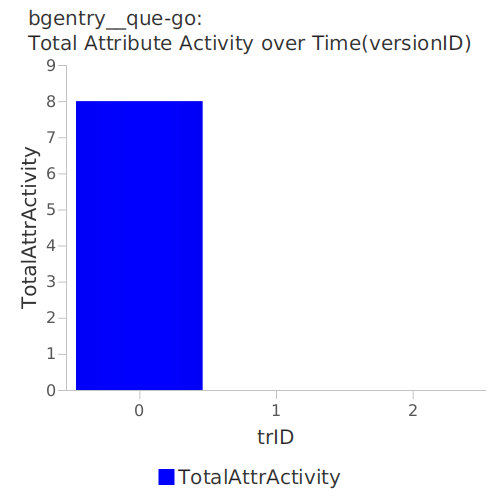 bgentry__que-go:
Total Attribute Activity over Time(versionID)
9
8
7
6
5
4
3
2
1
0
TotalAttrActivity
0 1 2
trID
TotalAttrActivity